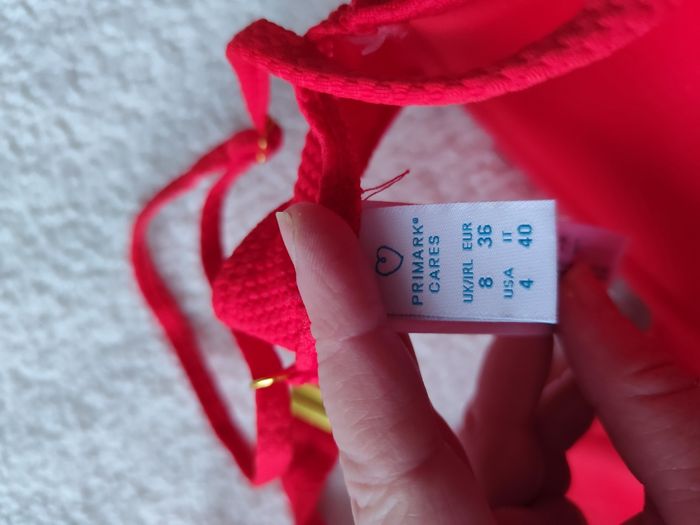 PRIMARK®
CARES
UK/IRL EUR
8 36
USA IT
4 40